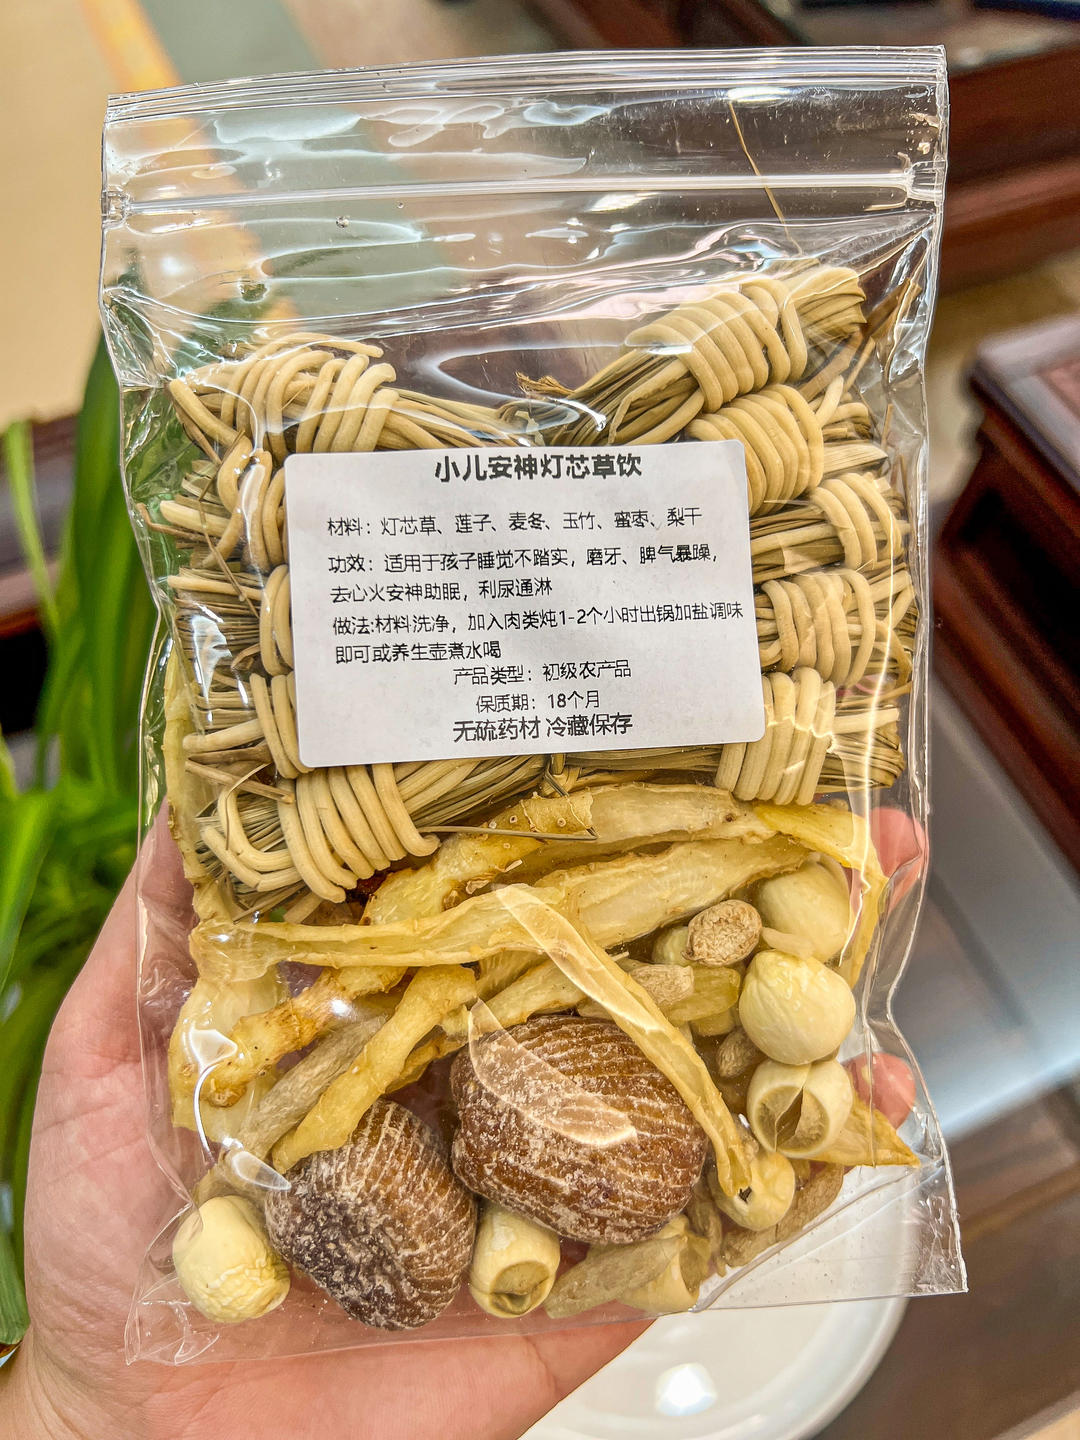 小儿安神灯芯草饮
材料：灯芯草、莲子、麦冬、玉竹、蜜枣、梨干
功效：适用于孩子睡觉不踏实，磨牙、脾气暴躁，
去心火安神助眠，利尿通淋
做法:材料洗净，加入肉类炖1-2个小时出锅加盐调味
即可或养生壶煮水喝
产品类型：初级农产品
保质期：18个月
无硫药材 冷藏保存